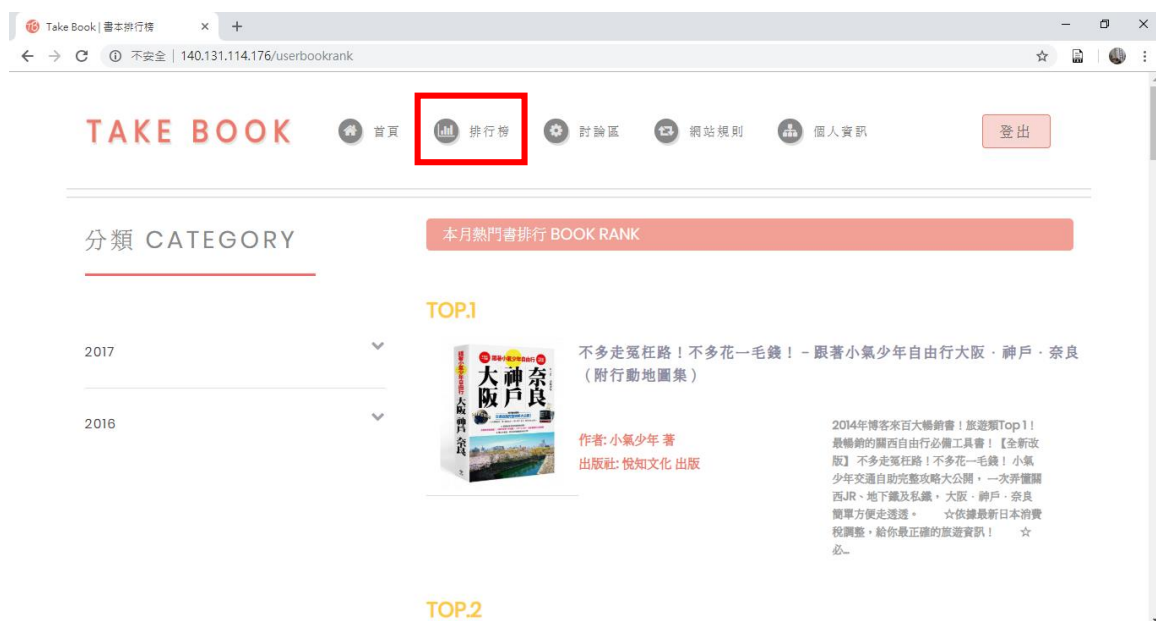 Take Book | 書本排行榜
不安全 | 140.131.114.176/userbookrank
TAKE BOOK
首頁
排行榜
討論區
網站規則
個人資訊
登出
分類 CATEGORY
2017
2016
本月熱門書排行 BOOK RANK
TOP.1
大阪 神戶 奈良
不多走冤枉路！不多花一毛錢！－跟著小氣少年自由行大阪．神戶．奈良
（附行動地圖集）
作者: 小氣少年 著
出版社: 悅知文化 出版
2014年博客來百大暢銷書！旅遊類Top 1！
最暢銷的關西自由行必備工具書！【全新改
版】 不多走冤枉路！不多花一毛錢！ 小氣
少年交通自助完整攻略大公開，一次弄懂關
西JR、地下鐵及私鐵，大阪．神戶．奈良
簡單方便走透透。 ☆依據最新日本消費
稅調整，給你最正確的旅遊資訊！ ☆
必...
TOP.2